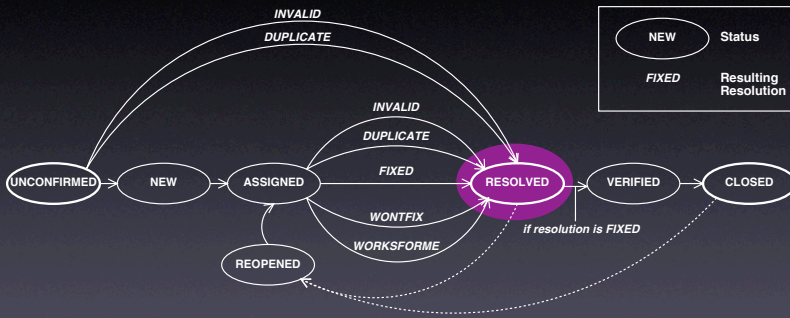 INVALID
DUPLICATE
NEW
Status
FIXED
Resulting
Resolution
INVALID
DUPLICATE
FIXED
UNCONFIRMED
NEW
ASSIGNED
RESOLVED
VERIFIED
CLOSED
WONTFIX
if resolution is FIXED
WORKSFORME
REOPENED